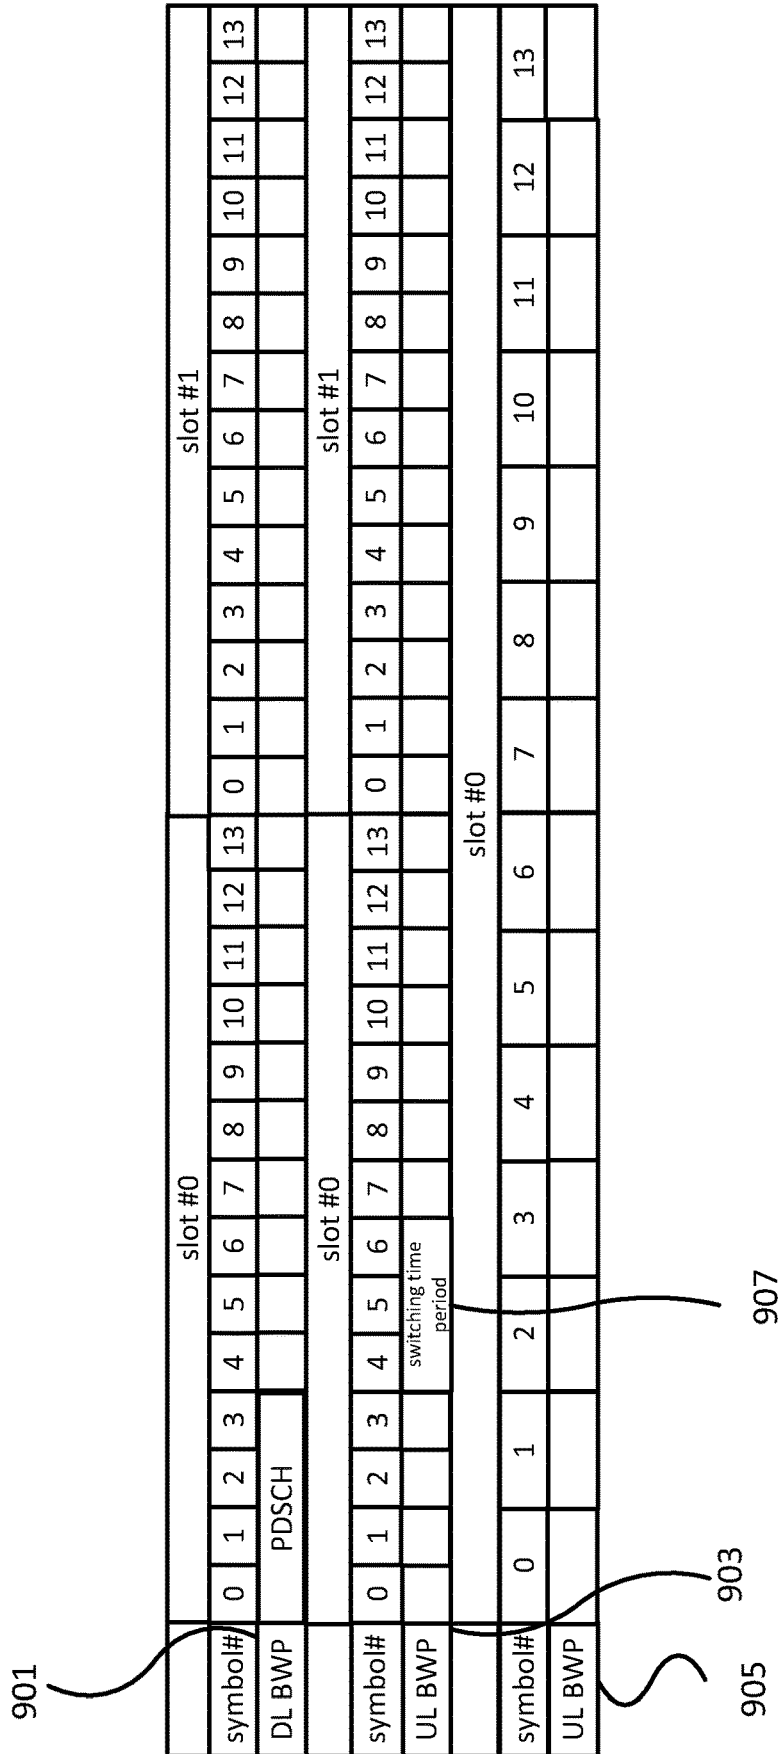 901
slot #0 slot #1
symbol# 0 1 2 3 4 5 6 7 8 9 10 11 12 13 0 1 2 3 4 5 6 7 8 9 10 11 12 13
DL BWP PDSCH
slot #0 slot #1
symbol# 0 1 2 3 4 5 6 7 8 9 10 11 12 13 0 1 2 3 4 5 6 7 8 9 10 11 12 13
UL BWP switching time
period
slot #0
symbol# 0 1 2 3 4 5 6 7 8 9 10 11 12 13
UL BWP
903
905
907